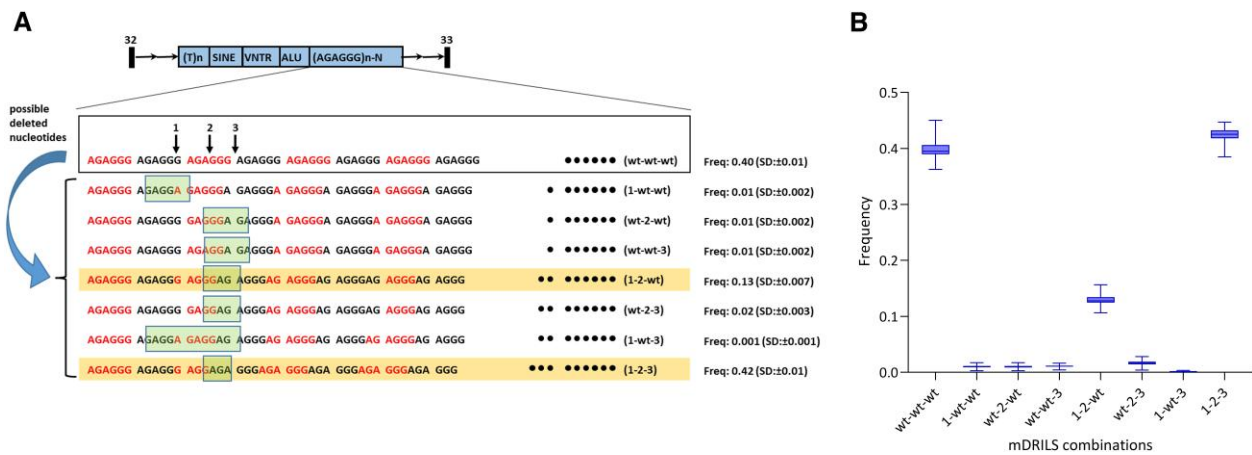 A
32
33
(T)n SINE VNTR ALU (AGAGGG)n-N
possible
deleted
nucleotides
1 2 3
AGAGGG AGAGGG AGAGGG AGAGGG AGAGGG AGAGGG AGAGGG AGAGGG •••••• (wt-wt-wt) Freq: 0.40 (SD:±0.01)
AGAGGG AGAGGA GAGGGA GAGGGA GAGGGA GAGGGA GAGGGA GAGGG • •••••• (1-wt-wt) Freq: 0.01 (SD:±0.002)
AGAGGG AGAGGG GAGGGAG AGGGA GAGGGA GAGGGA GAGGGA GAGGG • •••••• (wt-2-wt) Freq: 0.01 (SD:±0.002)
AGAGGG AGAGGG AGAGGA GAGGGA GAGGGA GAGGGA GAGGGA GAGGG • •••••• (wt-wt-3) Freq: 0.01 (SD:±0.002)
AGAGGG AGAGGG GAGGGAGA AGGGAG AGGGAG AGGGAG AGGGAG AGGG •• •••••• (1-2-wt) Freq: 0.13 (SD:±0.007)
AGAGGG AGAGGG GAGGAG AGGGAG AGGGAG AGGGAG AGGGAG AGGG •• •••••• (wt-2-3) Freq: 0.02 (SD:±0.003)
AGAGGG AGAGGA GAGGAG AGGGAG AGGGAG AGGGAG AGGGAG AGGG •• •••••• (1-wt-3) Freq: 0.001 (SD:±0.001)
AGAGGG AGAGGG GAGGAGA GGGAGA GGGAGA GGGAGA GGGAGA GGG ••• •••••• (1-2-3) Freq: 0.42 (SD:±0.01)
B
Frequency
0.5
0.4
0.3
0.2
0.1
0.0
wt-wt-wt
1-wt-wt
wt-2-wt
wt-wt-3
1-2-wt
wt-2-3
1-wt-3
1-2-3
mDRILS combinations